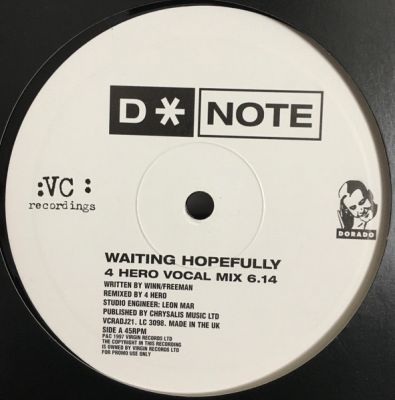 D*NOTE
:VC :
recordings
DORADO
WAITING HOPEFULLY
4 HERO VOCAL MIX 6.14
WRITTEN BY WINN/FREEMAN
REMIXED BY 4 HERO
STUDIO ENGINEER: LEON MAR
PUBLISHED BY CHRYSALIS MUSIC LTD
VCRADJ21. LC 3098. MADE IN THE UK
SIDE A 45RPM
P&C 1997 VIRGIN RECORDS LTD
THE COPYRIGHT IN THIS RECORDING
IS OWNED BY VIRGIN RECORDS LTD
FOR PROMO USE ONLY